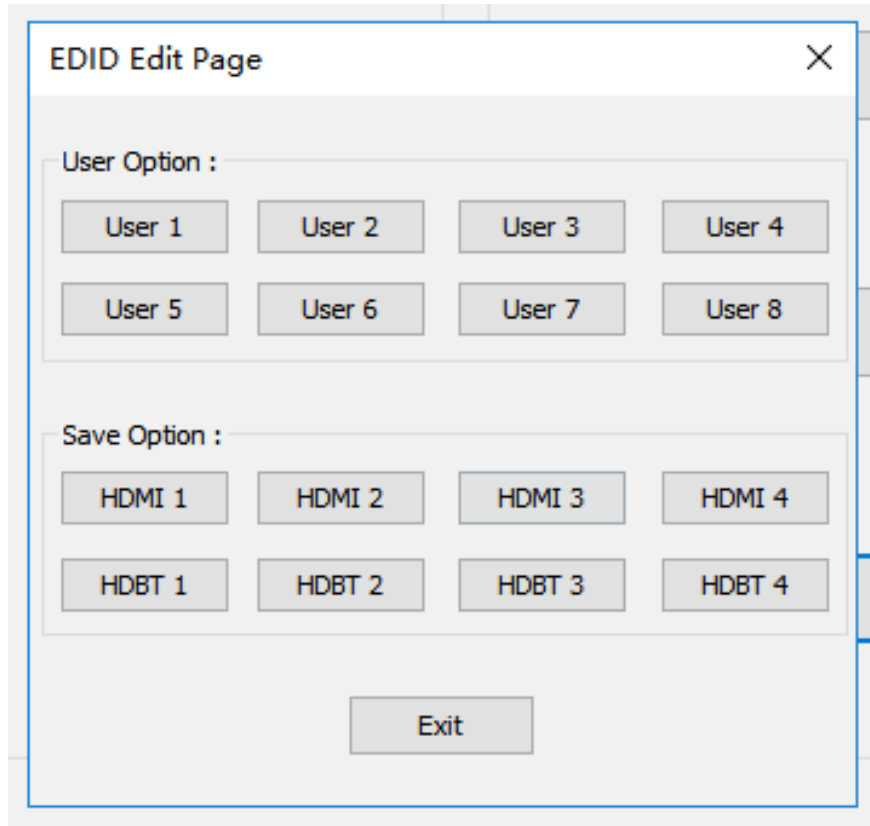 EDID Edit Page
User Option :
User 1 User 2 User 3 User 4
User 5 User 6 User 7 User 8
Save Option :
HDMI 1 HDMI 2 HDMI 3 HDMI 4
HDBT 1 HDBT 2 HDBT 3 HDBT 4
Exit